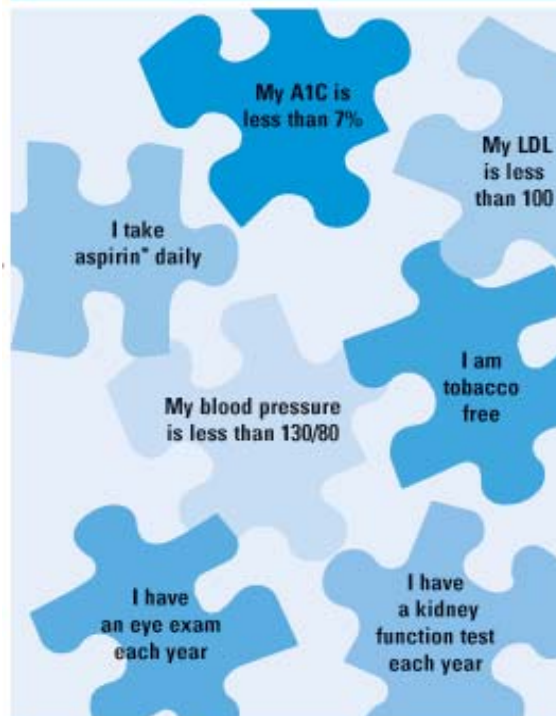 My A1C is
less than 7%
My LDL
is less
than 100
I take
aspirin* daily
I am
tobacco
free
My blood pressure
is less than 130/80
I have
an eye exam
each year
I have
a kidney
function test
each year